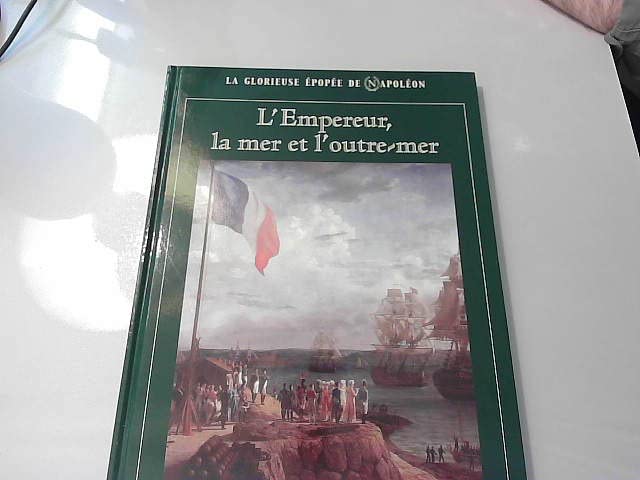 LA GLORIEUSE ÉPOPÉE DE NAPOLÉON
L'Empereur,
la mer et l'outre-mer